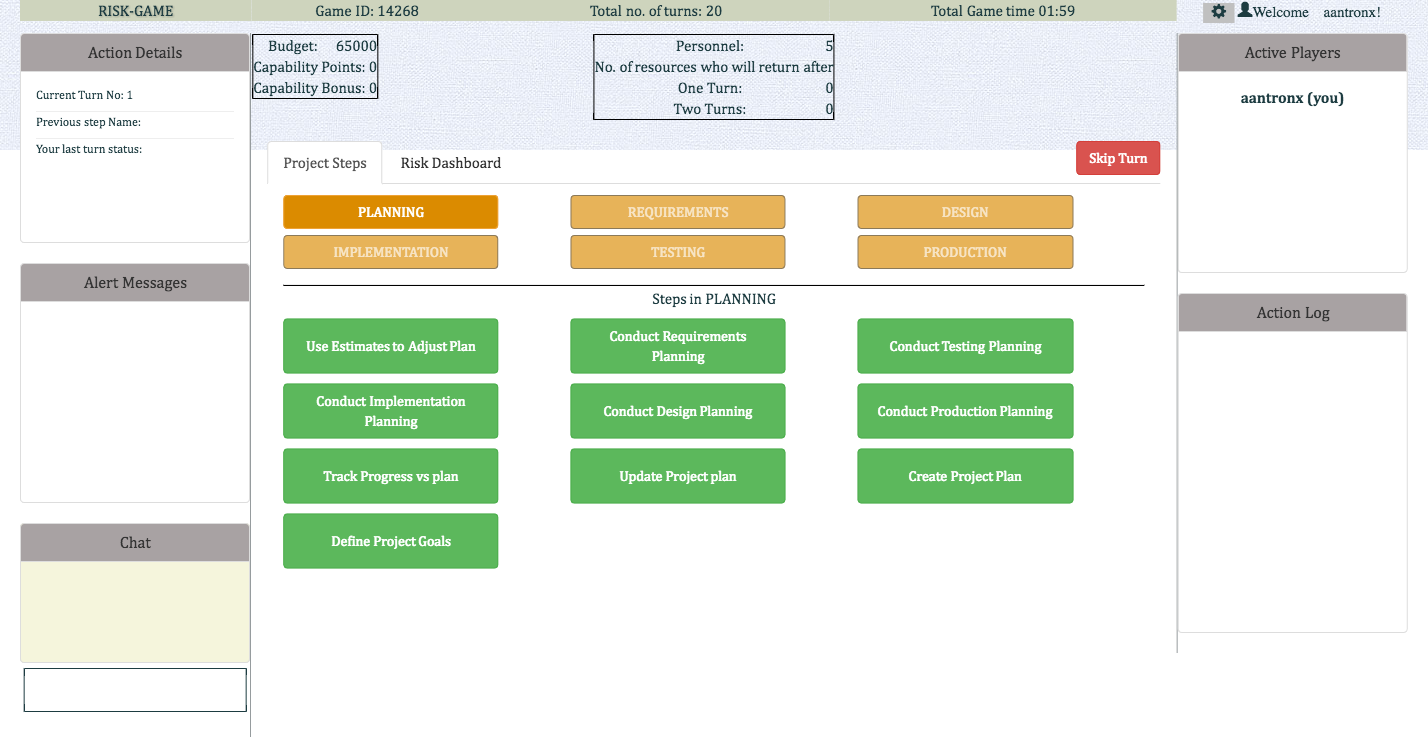 RISK-GAME
Game ID: 14268
Total no. of turns: 20
Total Game time 01:59
Welcome aantronx!
Action Details
Current Turn No: 1
Previous step Name:
Your last turn status:
Alert Messages
Chat
Budget: 65000
Capability Points: 0
Capability Bonus: 0
Personnel: 5
No. of resources who will return after
One Turn: 0
Two Turns: 0
Project Steps
Risk Dashboard
Skip Turn
PLANNING
REQUIREMENTS
DESIGN
IMPLEMENTATION
TESTING
PRODUCTION
Steps in PLANNING
Use Estimates to Adjust Plan
Conduct Requirements
Planning
Conduct Testing Planning
Conduct Implementation
Planning
Conduct Design Planning
Conduct Production Planning
Track Progress vs plan
Update Project plan
Create Project Plan
Define Project Goals
Active Players
aantronx (you)
Action Log